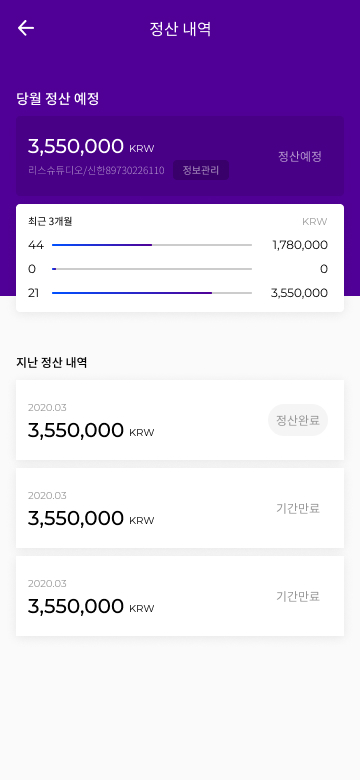 정산 내역
당월 정산 예정
3,550,000 KRW
정산예정
리스슈튜디오/신한89730226110 정보관리
최근 3개월 KRW
44 1,780,000
0 0
21 3,550,000
지난 정산 내역
2020.03
3,550,000 KRW
정산완료
2020.03
3,550,000 KRW
기간만료
2020.03
3,550,000 KRW
기간만료